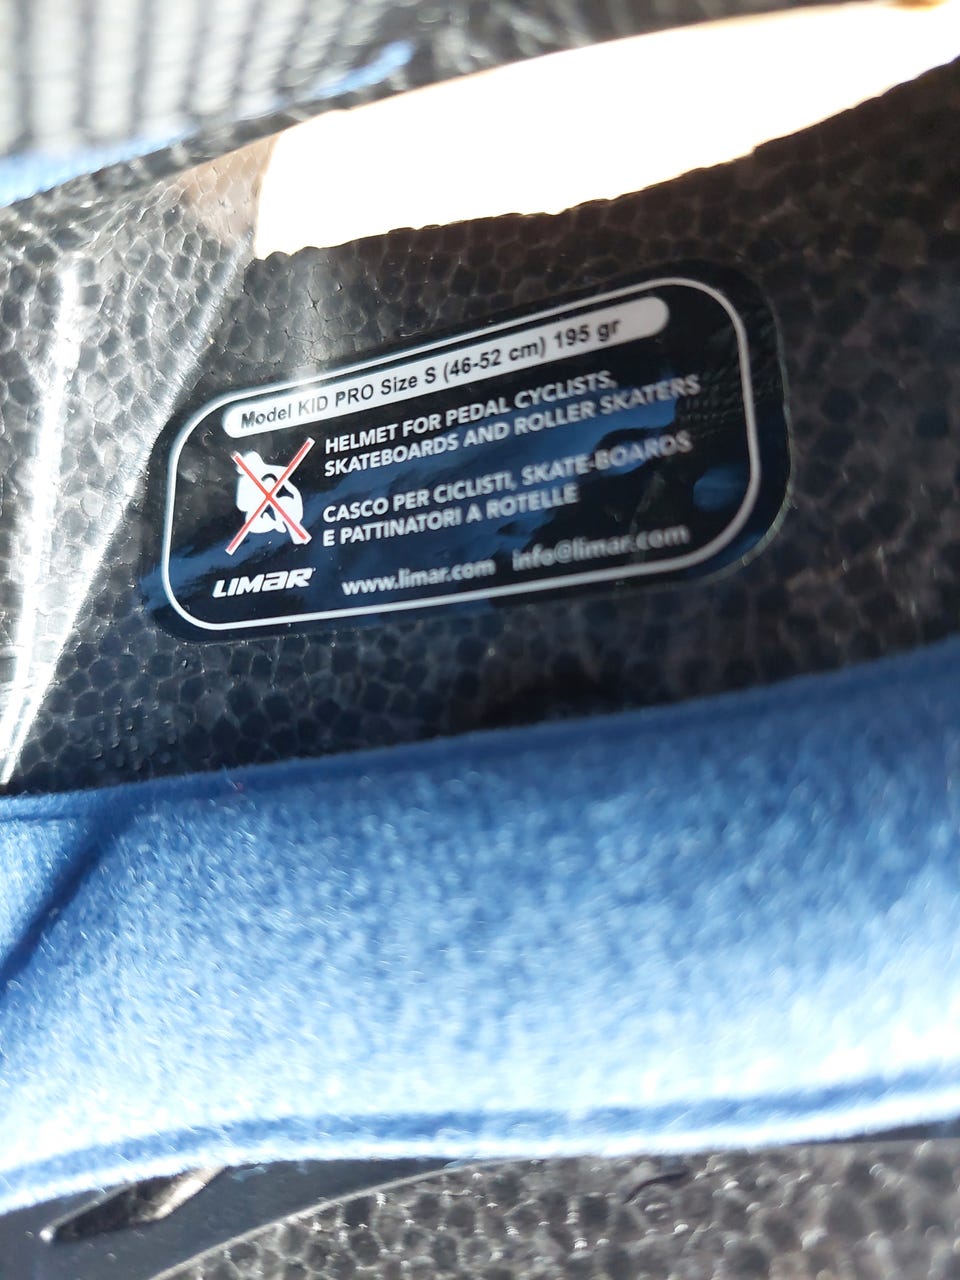 Model KID PRO Size S (46-52 cm) 195 gr
HELMET FOR PEDAL CYCLISTS,
SKATEBOARDS AND ROLLER SKATERS
CASCO PER CICLISTI, SKATE-BOARDS
E PATTINATORI A ROTELLE
LIMAR www.limar.com info@limar.com